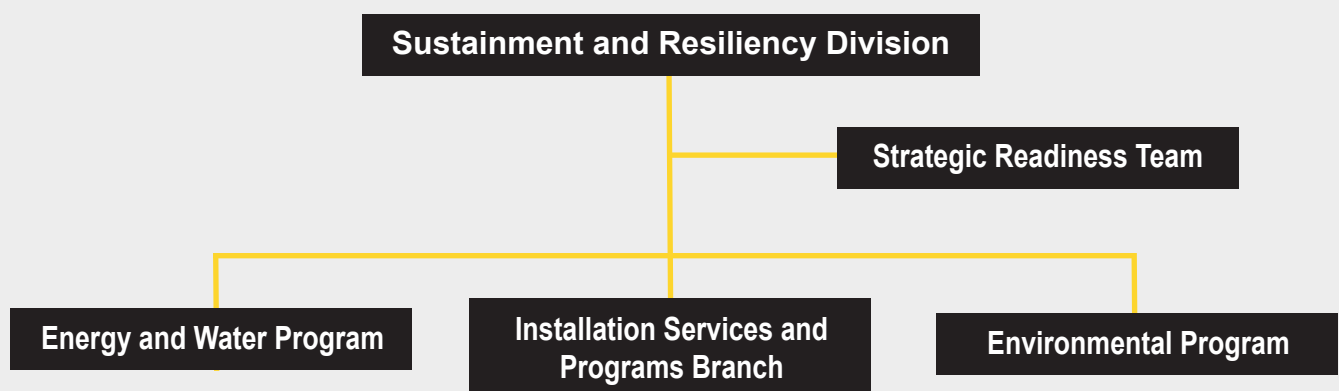 Sustainment and Resiliency Division
Strategic Readiness Team
Energy and Water Program
Installation Services and
Programs Branch
Environmental Program